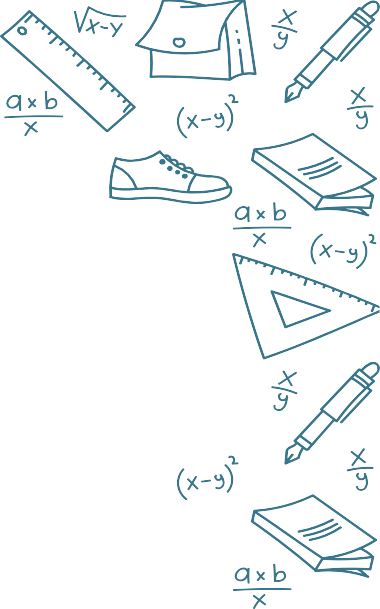 √x-y
x/y
a×b/x
(x-y)²
x/y
a×b/x
(x-y)²
x/y
x/y
(x-y)²
a×b/x